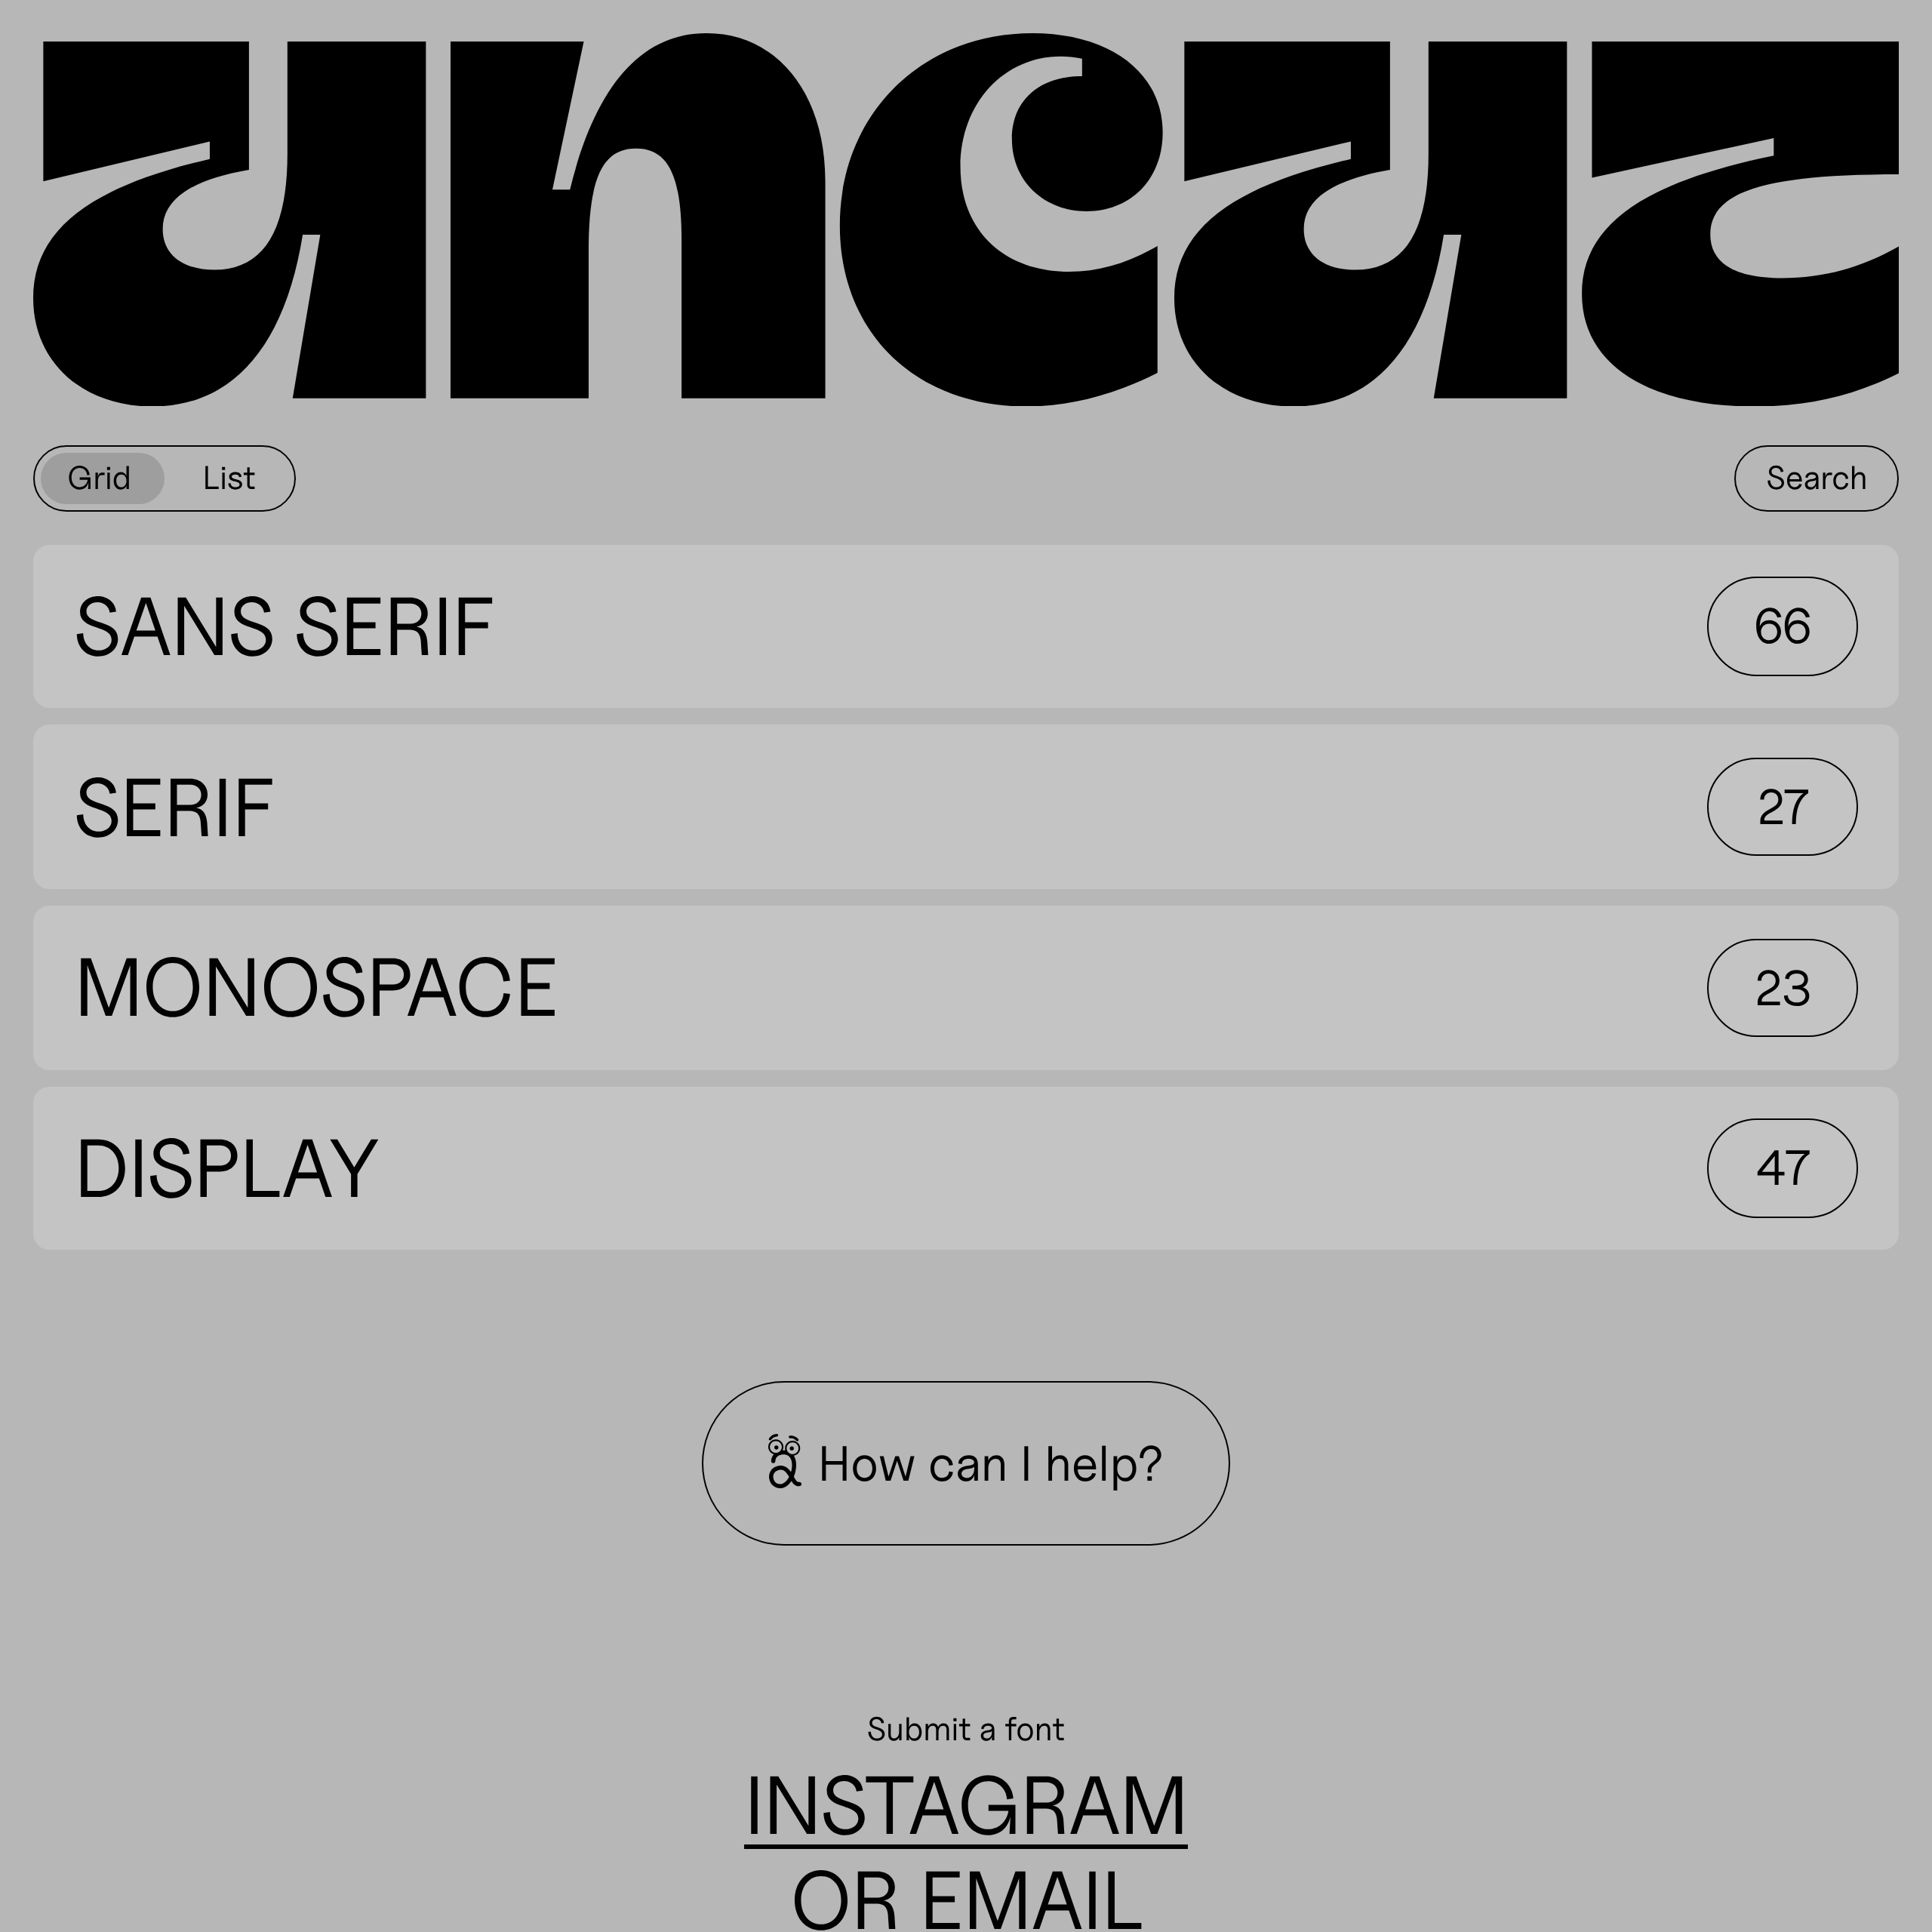 uncut
Grid List Search
SANS SERIF 66
SERIF 27
MONOSPACE 23
DISPLAY 47
How can I help?
Submit a font
INSTAGRAM
OR EMAIL